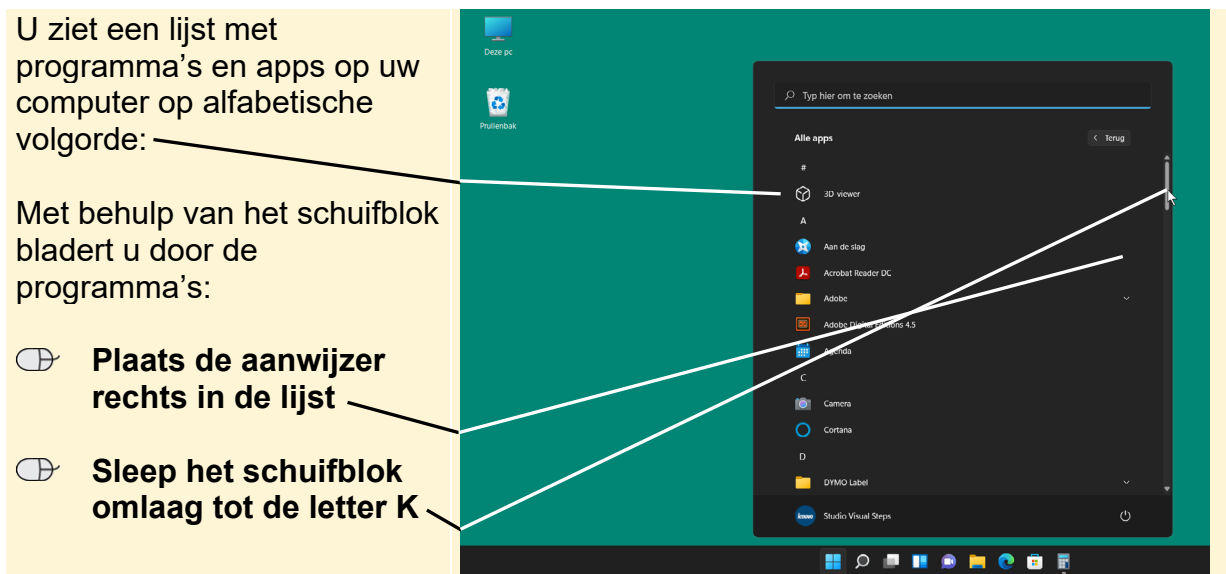 U ziet een lijst met
programma's en apps op uw
computer op alfabetische
volgorde:
Met behulp van het schuifblok
bladert u door de
programma's:
Plaats de aanwijzer
rechts in de lijst
Sleep het schuifblok
omlaag tot de letter K
Deze pc
Prullenbak
Typ hier om te zoeken
Alle apps
< Terug
#
3D viewer
A
Aan de slag
Acrobat Reader DC
Adobe
Adobe Digital Editions 4.5
Agenda
C
Camera
Cortana
D
DYMO Label
lenovo
Studio Visual Steps